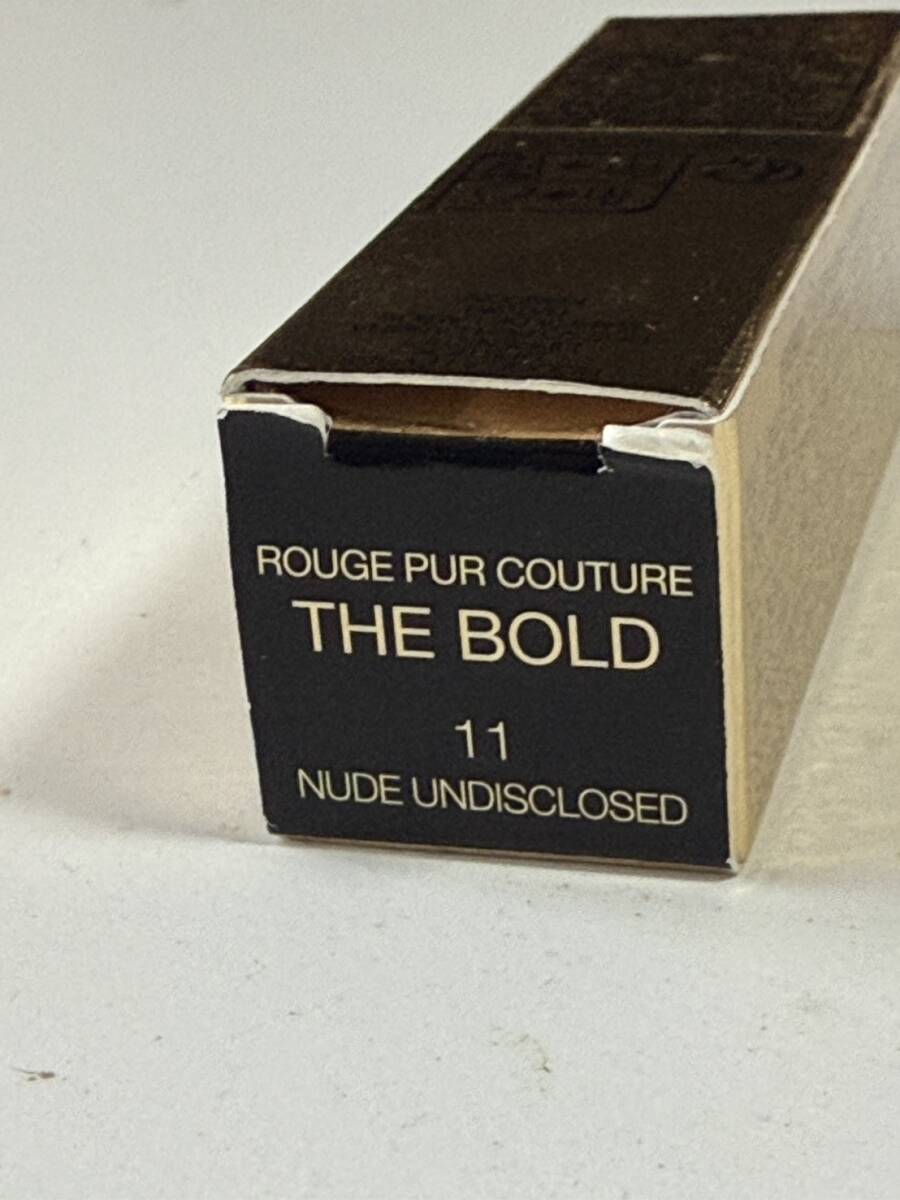 ROUGE PUR COUTURE
THE BOLD
11
NUDE UNDISCLOSED